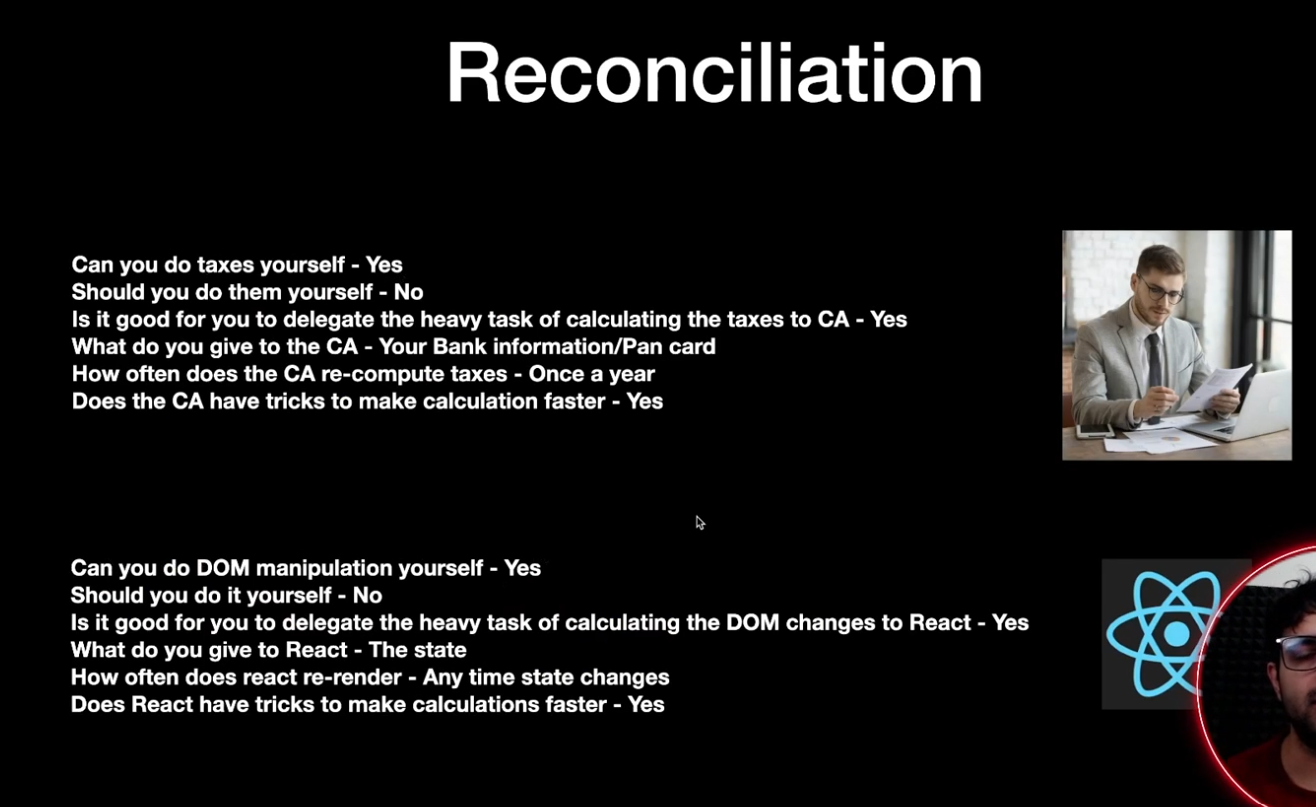 Reconciliation
Can you do taxes yourself - Yes
Should you do them yourself - No
Is it good for you to delegate the heavy task of calculating the taxes to CA - Yes
What do you give to the CA - Your Bank information/Pan card
How often does the CA re-compute taxes - Once a year
Does the CA have tricks to make calculation faster - Yes
Can you do DOM manipulation yourself - Yes
Should you do it yourself - No
Is it good for you to delegate the heavy task of calculating the DOM changes to React - Yes
What do you give to React - The state
How often does react re-render - Any time state changes
Does React have tricks to make calculations faster - Yes